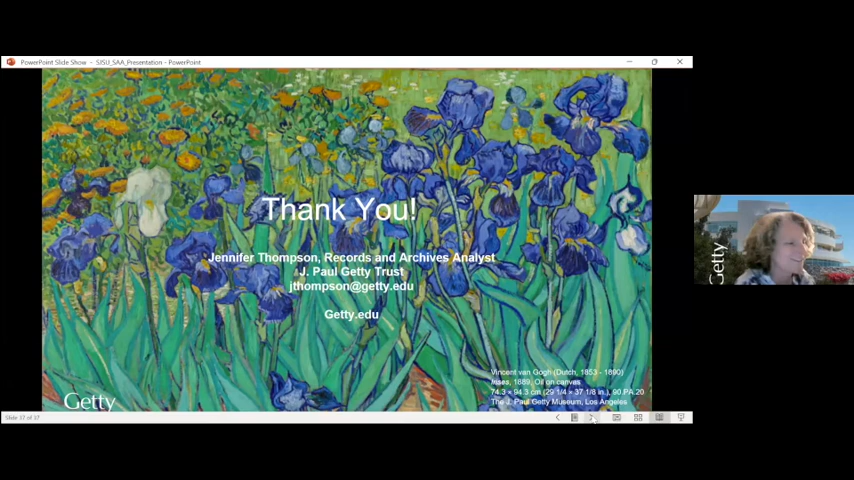 PowerPoint Slide Show - SISU_SAA_Presentation - PowerPoint
Thank You!
Jennifer Thompson, Records and Archives Analyst
J. Paul Getty Trust
jthompson@getty.edu
Getty.edu
Vincent van Gogh (Dutch, 1853 - 1890)
Irises, 1889, Oil on canvas
74.3 × 94.3 cm (29 1/4 × 37 1/8 in.), 90.PA.20
The J. Paul Getty Museum, Los Angeles
Getty
Slide 37 of 37
Getty